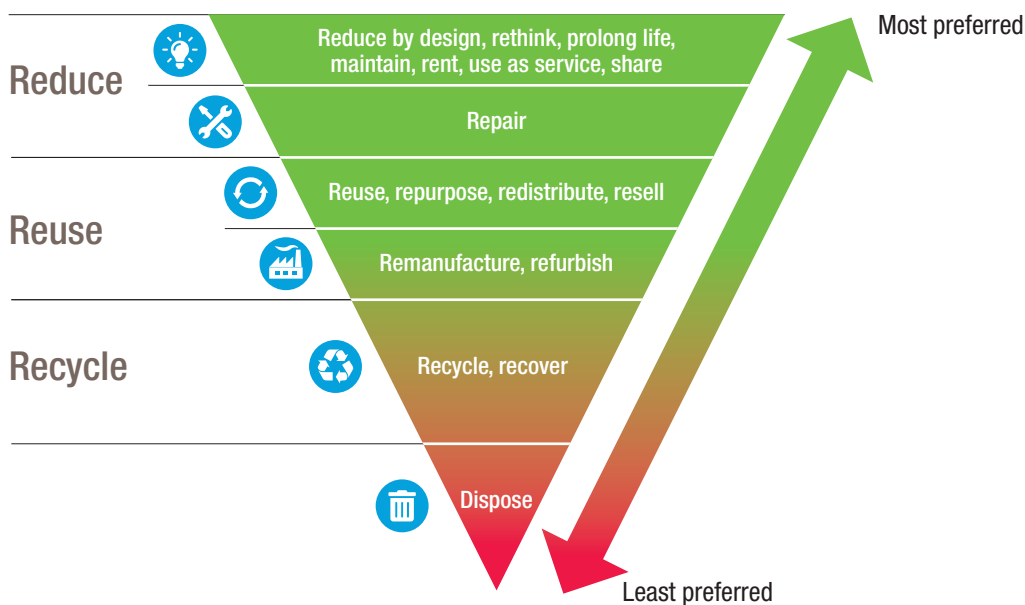 Most preferred
Reduce
Reduce by design, rethink, prolong life,
maintain, rent, use as service, share
Repair
Reuse
Reuse, repurpose, redistribute, resell
Remanufacture, refurbish
Recycle
Recycle, recover
Dispose
Least preferred